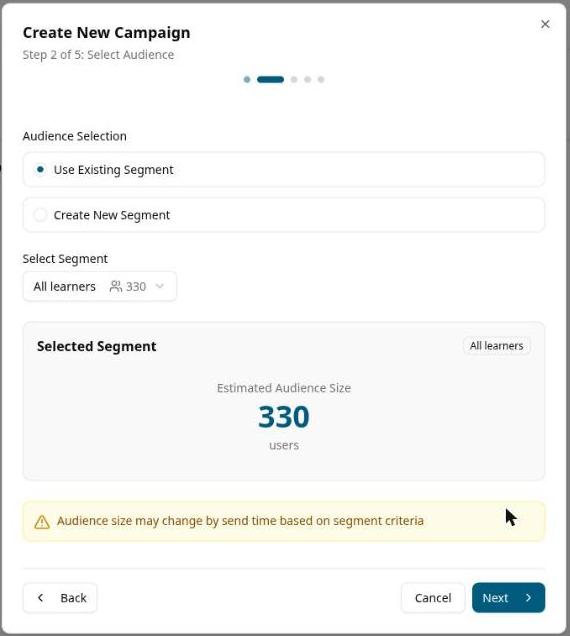 Create New Campaign
Step 2 of 5: Select Audience
Audience Selection
Use Existing Segment
Create New Segment
Select Segment
All learners 330
Selected Segment All learners
Estimated Audience Size
330
users
Audience size may change by send time based on segment criteria
Back Cancel Next